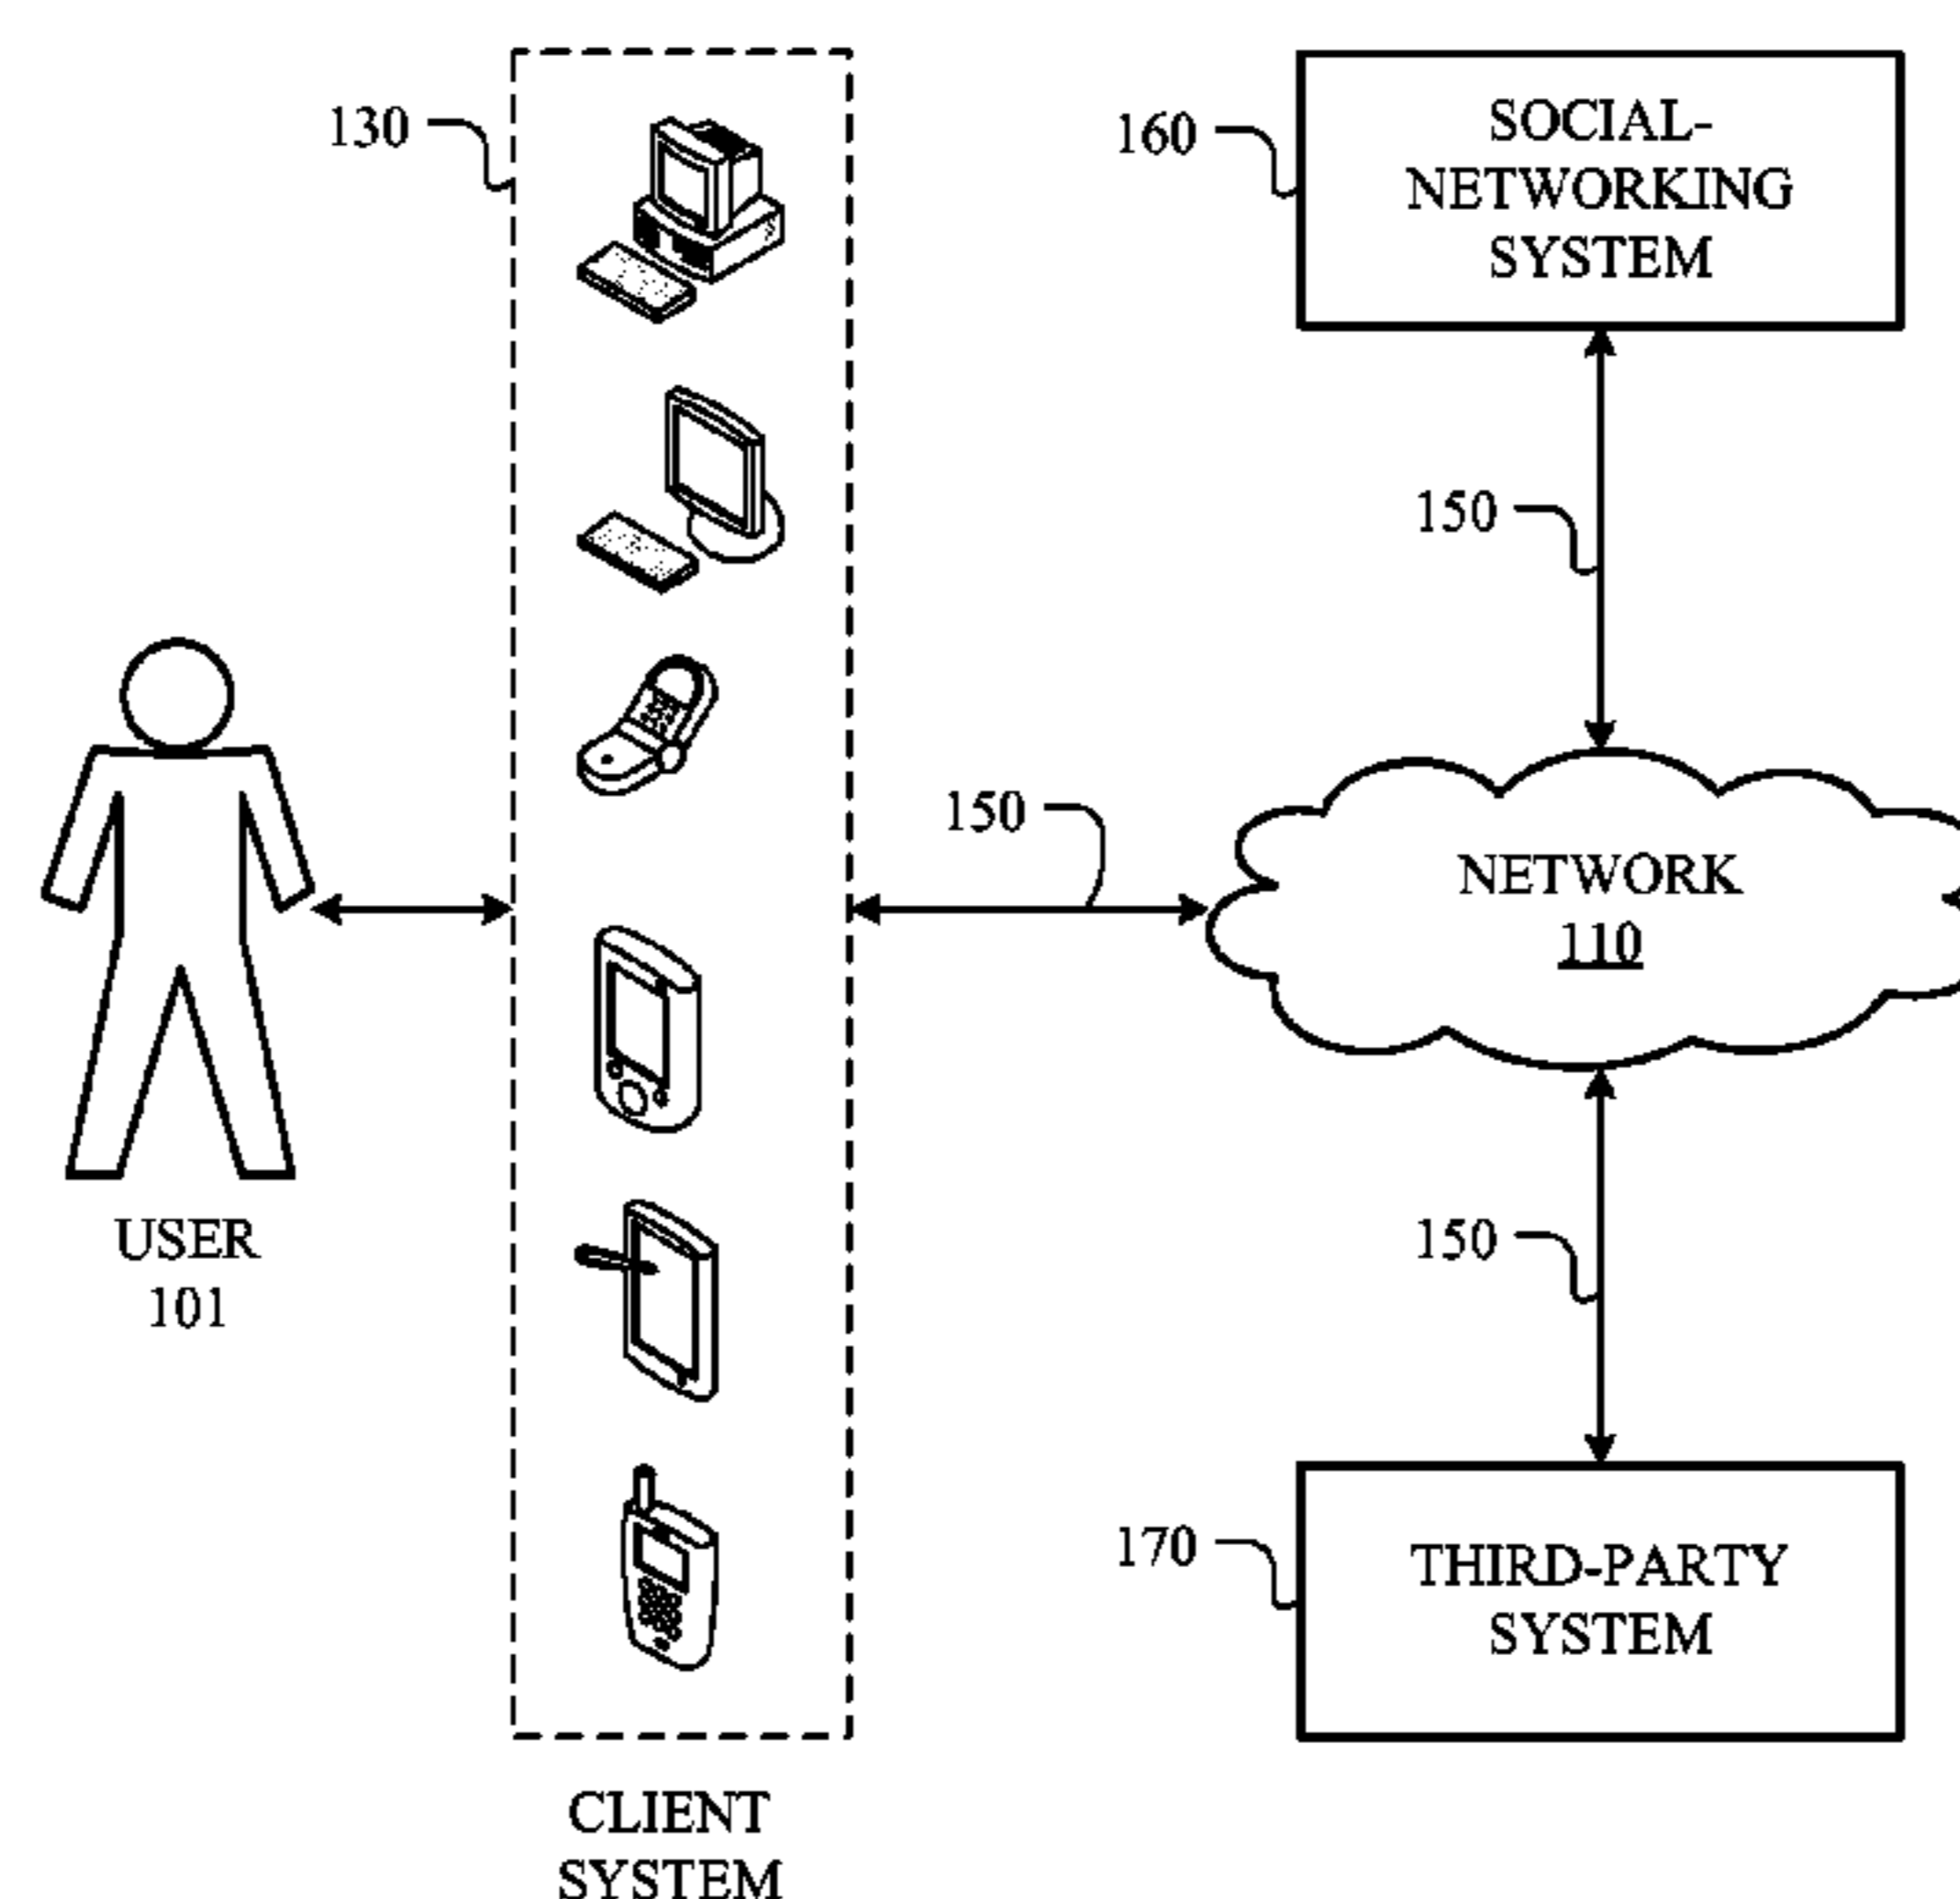 130
160
SOCIAL-
NETWORKING
SYSTEM
150
150
NETWORK
110
USER
101
150
170
THIRD-PARTY
SYSTEM
CLIENT
SYSTEM